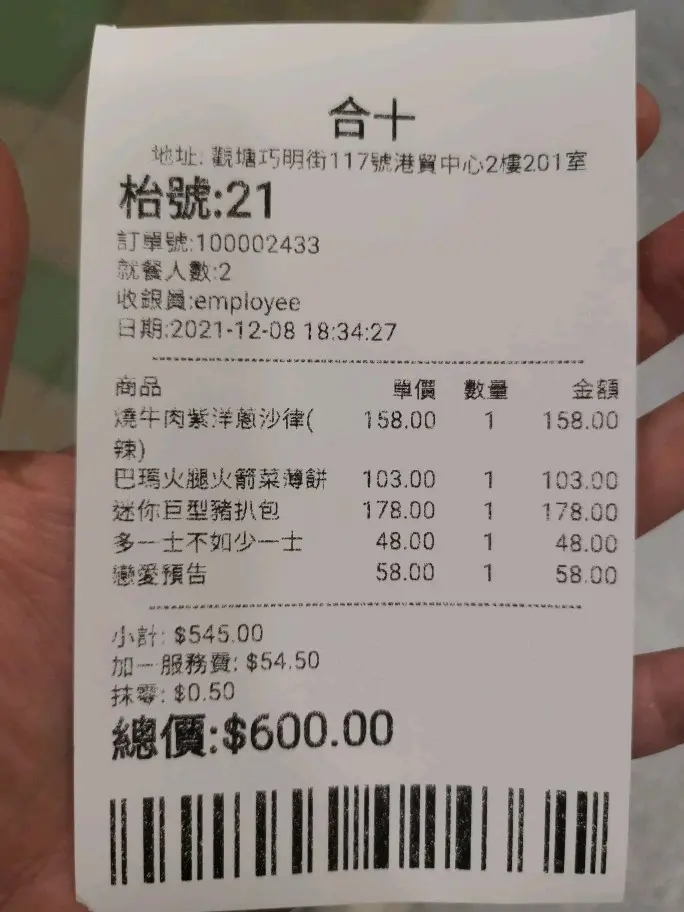 合十
地址: 觀塘巧明街117號港貿中心2樓201室
枱號:21
訂單號:100002433
就餐人數:2
收銀員:employee
日期:2021-12-08 18:34:27
商品 單價 數量 金額
燒牛肉紫洋蔥沙律( 158.00 1 158.00
辣)
巴瑪火腿火箭菜薄餅 103.00 1 103.00
迷你巨型豬扒包 178.00 1 178.00
多一士不如少一士 48.00 1 48.00
戀愛預告 58.00 1 58.00
小計: $545.00
加一服務費: $54.50
抹零: $0.50
總價:$600.00